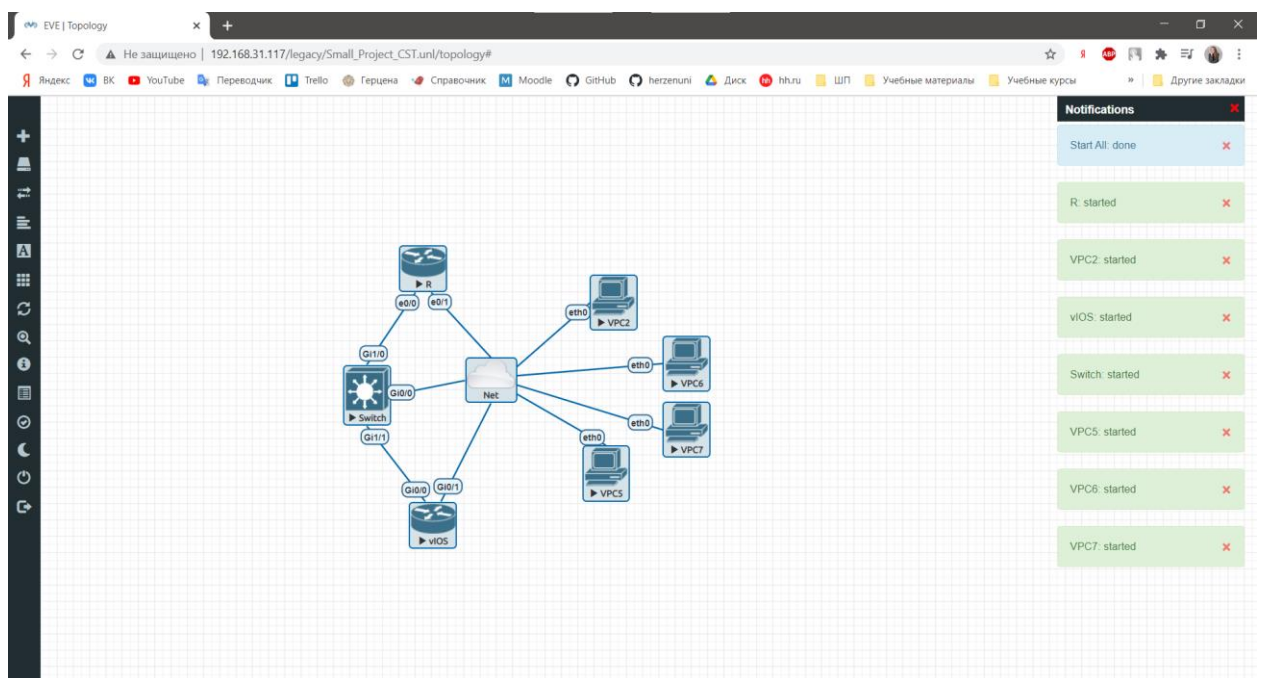 EVE | Topology
Не защищено | 192.168.31.117/legacy/Small_Project_CST.unl/topology#
Яндекс ВК YouTube Переводчик Trello Герцена Справочник Moodle GitHub herzenuni Диск hh.ru ШП Учебные материалы Учебные курсы » Другие закладки
Notifications
Start All: done
R: started
VPC2: started
vIOS: started
Switch: started
VPC5: started
VPC6: started
VPC7: started
R
e0/0 e0/1
eth0
VPC2
Gi1/0
eth0
VPC6
Gi0/0
Net
Switch
eth0
Gi1/1
eth0
VPC7
Gi0/0 Gi0/1
VPC5
vIOS